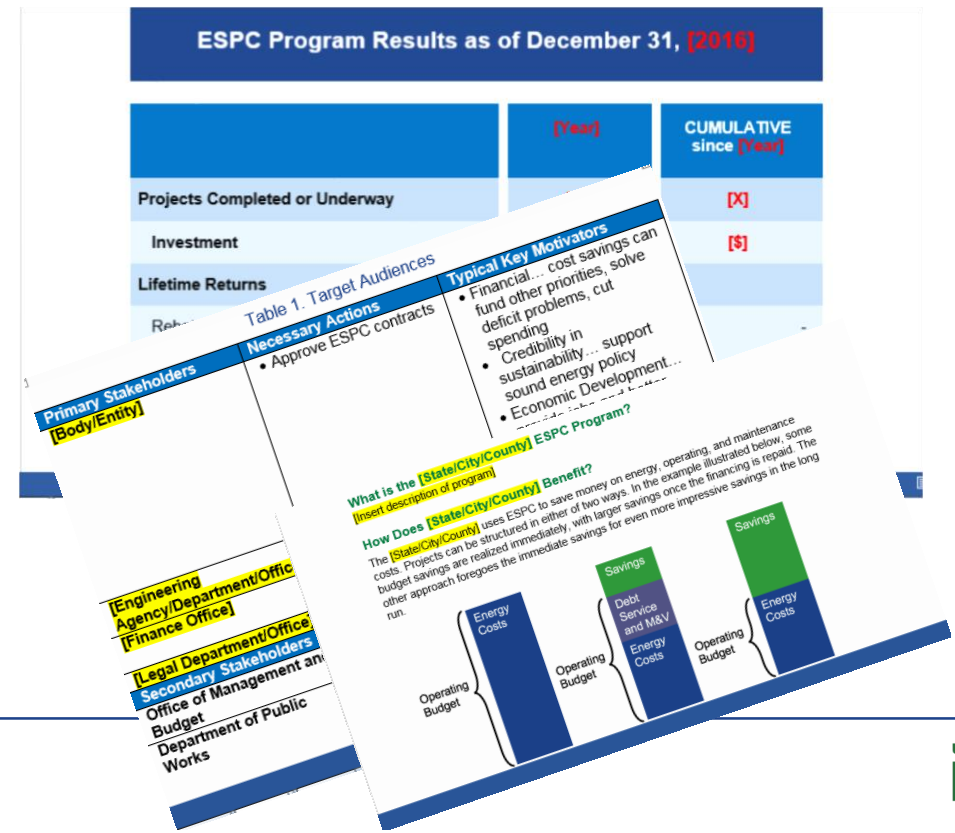 ESPC Program Results as of December 31, [2016]
[Year]
CUMULATIVE
since [Year]
Projects Completed or Underway
[X]
Investment
[$]
Lifetime Returns
Table 1. Target Audiences
Primary Stakeholders
Necessary Actions
Typical Key Motivators
[Body/Entity]
• Approve ESPC contracts
• Financial… cost savings can
fund other priorities, solve
deficit problems, cut
spending
• Credibility in
sustainability… support
sound energy policy
• Economic Development…
[Engineering
Agency/Department/Offic
[Finance Office]
[Legal Department/Office]
Secondary Stakeholders
Office of Management and
Budget
Department of Public
Works
What is the [State/City/County] ESPC Program?
[Insert description of program]
How Does [State/City/County] Benefit?
The [State/City/County] uses ESPC to save money on energy, operating, and maintenance
costs. Projects can be structured in either of two ways. In the example illustrated below, some
budget savings are realized immediately, with larger savings once the financing is repaid. The
other approach foregoes the immediate savings for even more impressive savings in the long
run.
Operating
Budget
Energy
Costs
Operating
Budget
Savings
Debt
Service
and M&V
Energy
Costs
Operating
Budget
Savings
Energy
Costs